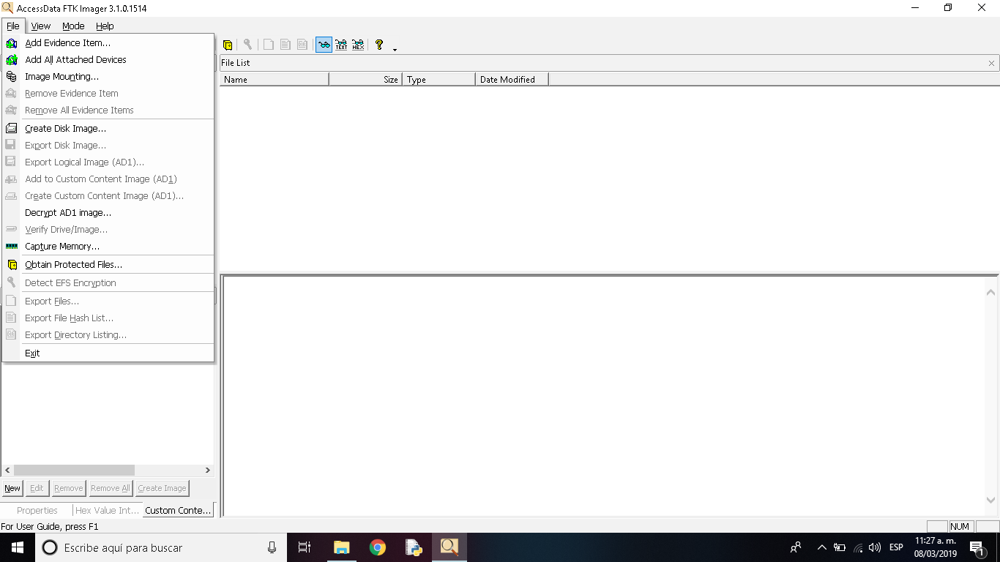 AccessData FTK Imager 3.1.0.1514
File View Mode Help
Add Evidence Item...
Add All Attached Devices
Image Mounting...
Remove Evidence Item
Remove All Evidence Items
Create Disk Image...
Export Disk Image...
Export Logical Image (AD1)...
Add to Custom Content Image (AD1)
Create Custom Content Image (AD1)...
Decrypt AD1 image...
Verify Drive/Image...
Capture Memory...
Obtain Protected Files...
Detect EFS Encryption
Export Files...
Export File Hash List...
Export Directory Listing...
Exit
DIR TEXT HEX ?
File List
Name Size Type Date Modified
New Edit Remove Remove All Create Image
Properties Hex Value Int... Custom Conte...
For User Guide, press F1
NUM
Escribe aquí para buscar
ESP
11:27 a. m.
08/03/2019
1